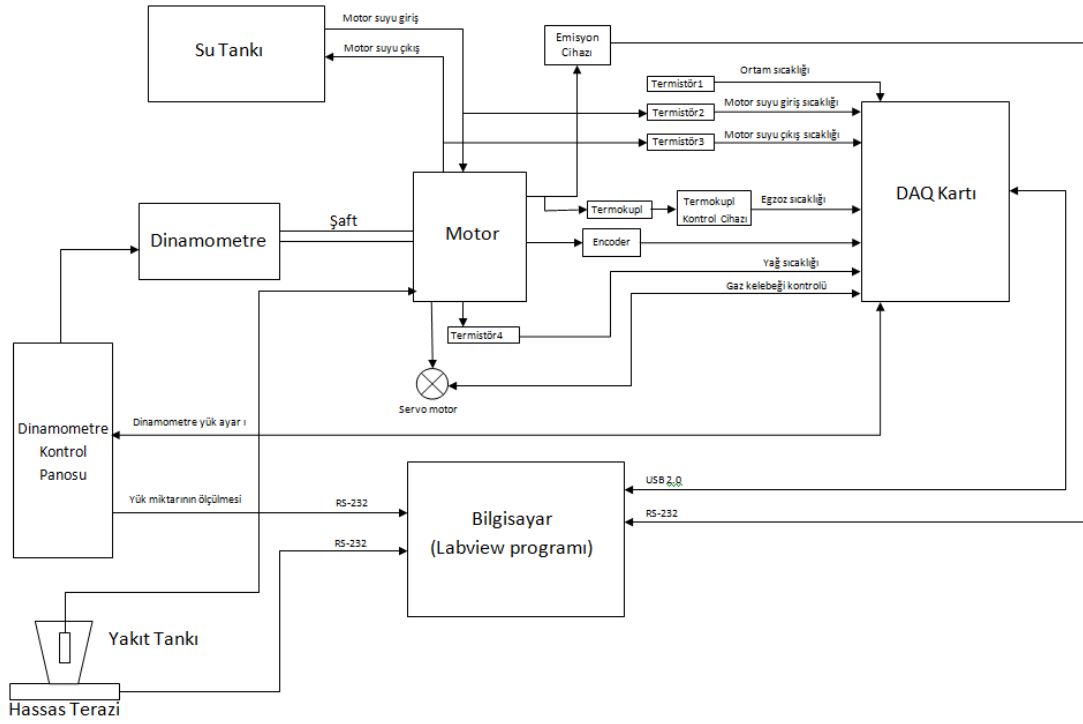 Su Tankı
Motor suyu giriş
Motor suyu çıkış
Emisyon
Cihazı
Ortam sıcaklığı
Termistör1
Motor suyu giriş sıcaklığı
Termistör2
Motor suyu çıkış sıcaklığı
Termistör3
DAQ Kartı
Motor
Şaft
Dinamometre
Termokupl
Termokupl
Kontrol Cihazı
Egzoz sıcaklığı
Encoder
Yağ sıcaklığı
Gaz kelebeği kontrolü
Termistör4
Servo motor
Dinamometre
Kontrol
Panosu
Dinamometre yük ayar ı
Yük miktarının ölçülmesi
RS-232
RS-232
Bilgisayar
(Labview programı)
USB 2.0
RS-232
Yakıt Tankı
Hassas Terazi